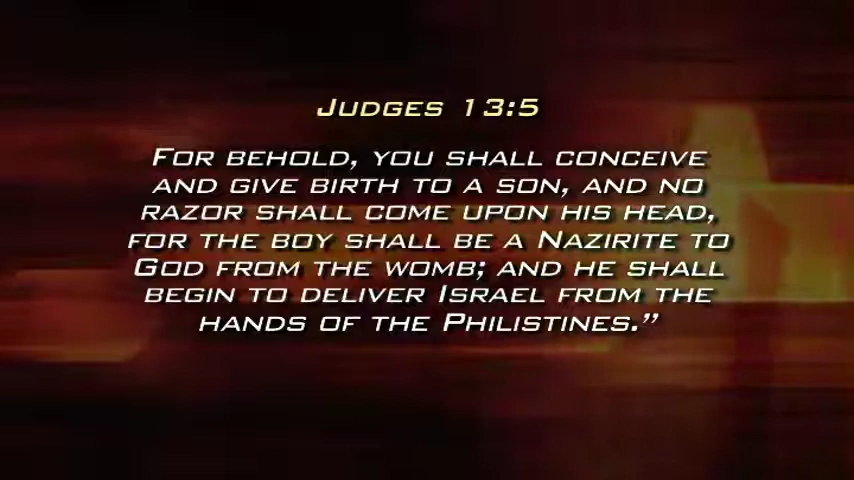 Judges 13:5
For behold, you shall conceive
and give birth to a son, and no
razor shall come upon his head,
for the boy shall be a Nazirite to
God from the womb; and he shall
begin to deliver Israel from the
hands of the Philistines.”